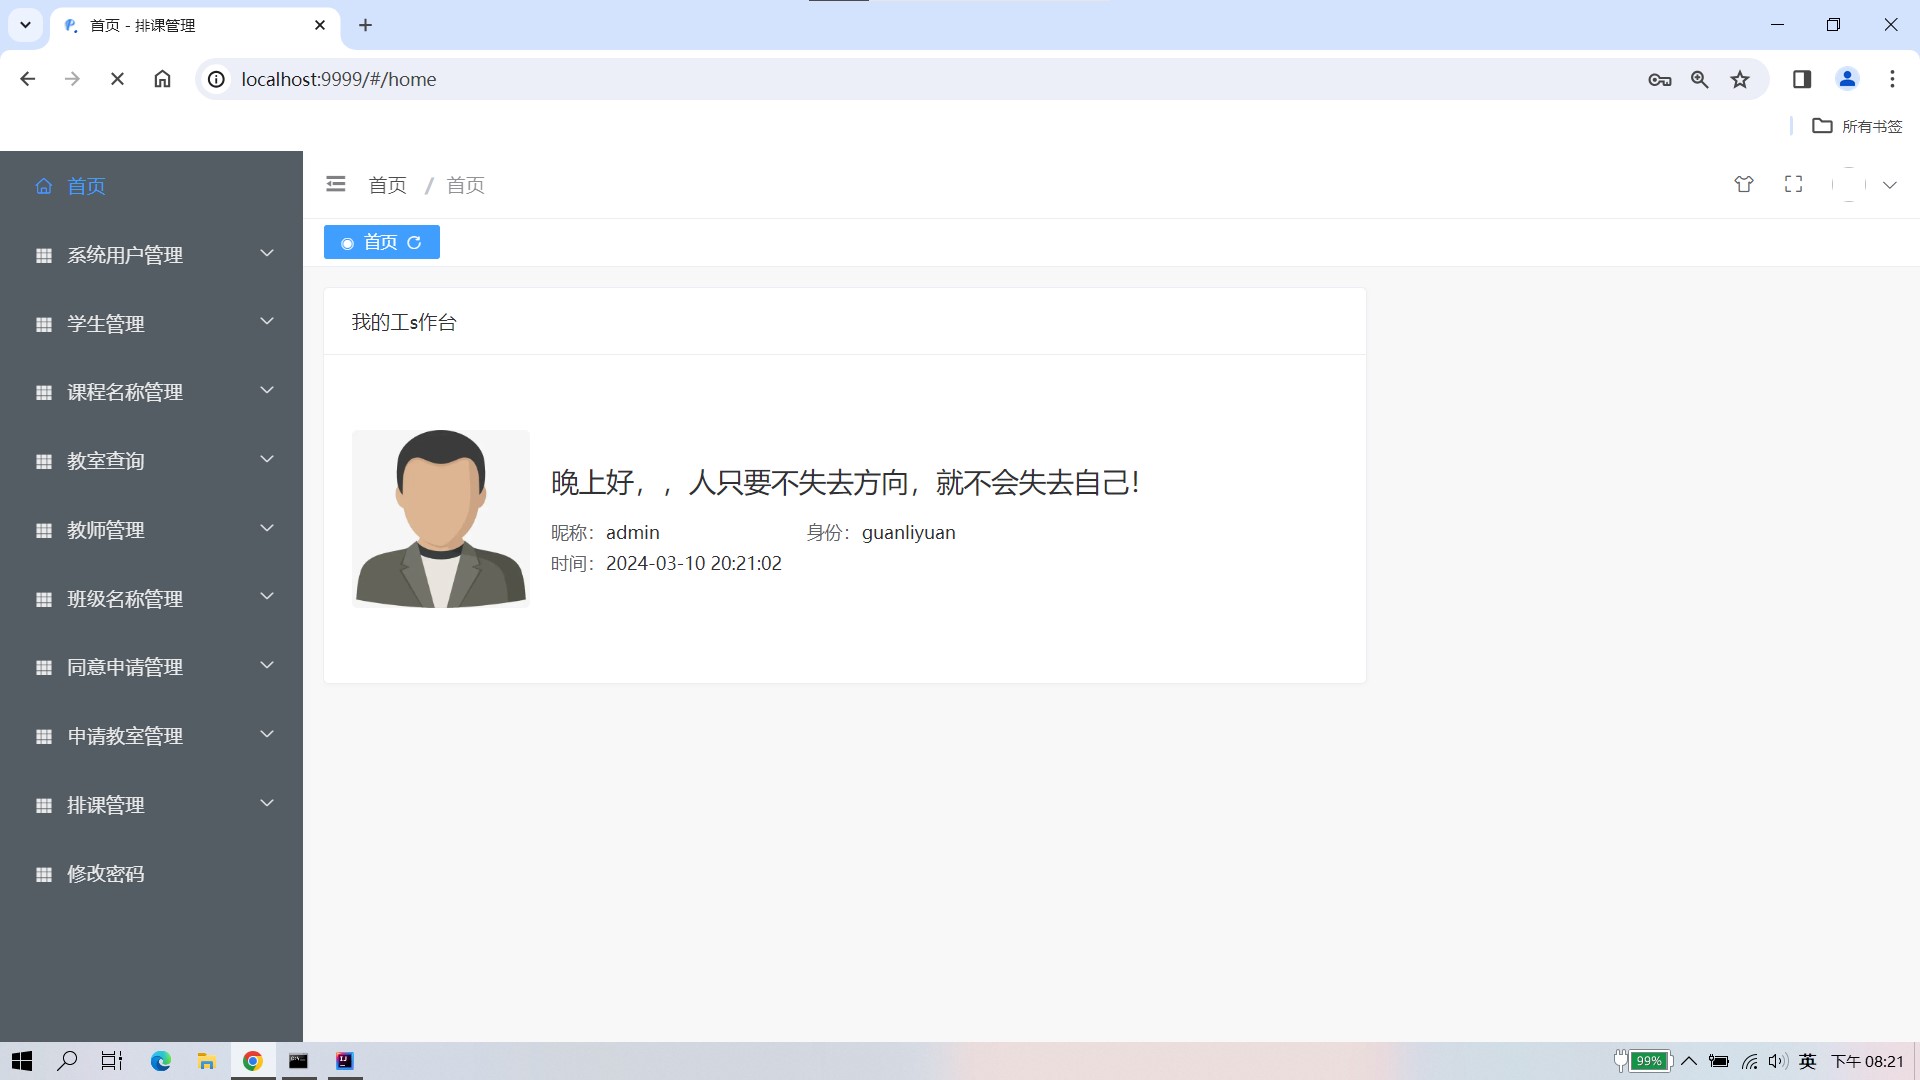 首页 - 排课管理
localhost:9999/#/home
所有书签
首页
系统用户管理
学生管理
课程名称管理
教室查询
教师管理
班级名称管理
同意申请管理
申请教室管理
排课管理
修改密码
首页 / 首页
首页
我的工s作台
晚上好，，人只要不失去方向，就不会失去自己！
昵称：admin 身份：guanliyuan
时间：2024-03-10 20:21:02
99% 英 下午 08:21